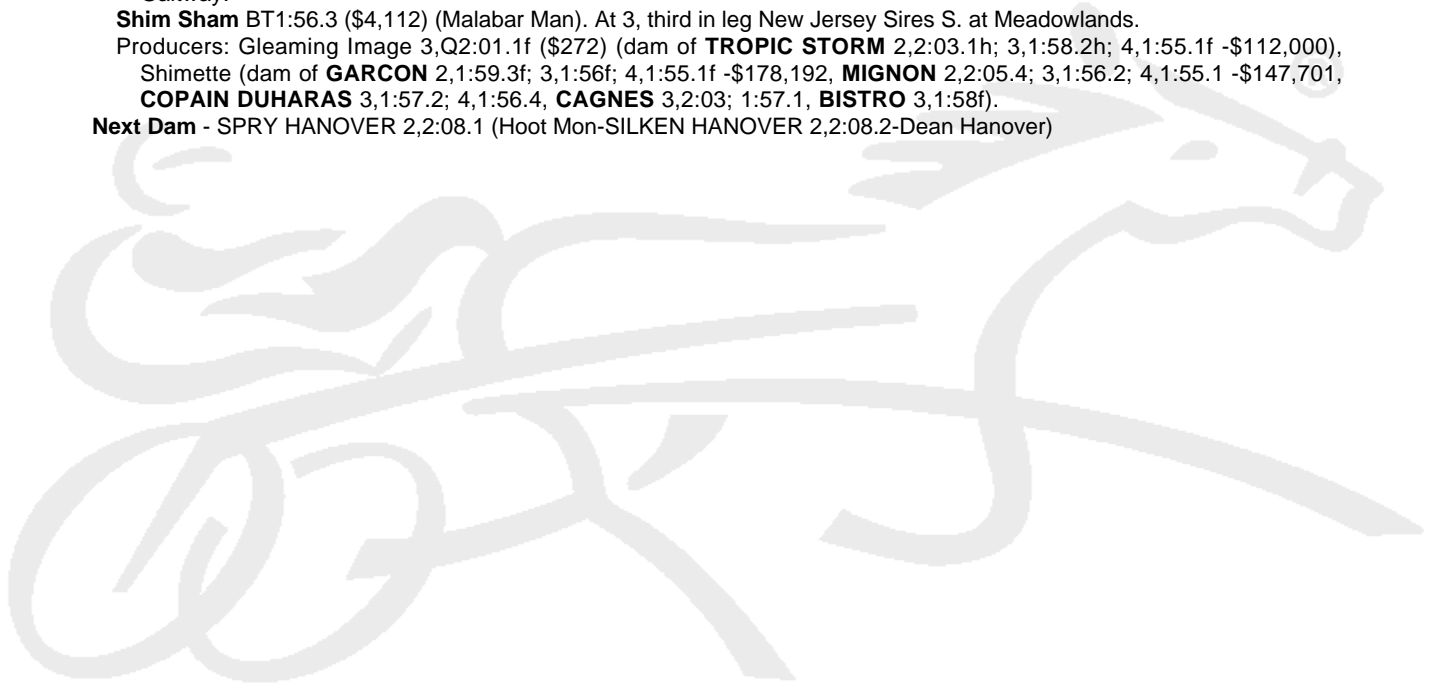 Shim Sham BT1:56.3 ($4,112) (Malabar Man). At 3, third in leg New Jersey Sires S. at Meadowlands.
Producers: Gleaming Image 3,Q2:01.1f ($272) (dam of TROPIC STORM 2,2:03.1h; 3,1:58.2h; 4,1:55.1f -$112,000),
Shimette (dam of GARCON 2,1:59.3f; 3,1:56f; 4,1:55.1f -$178,192, MIGNON 2,2:05.4; 3,1:56.2; 4,1:55.1 -$147,701,
COPAIN DUHARAS 3,1:57.2; 4,1:56.4, CAGNES 3,2:03; 1:57.1, BISTRO 3,1:58f).
Next Dam - SPRY HANOVER 2,2:08.1 (Hoot Mon-SILKEN HANOVER 2,2:08.2-Dean Hanover)
®